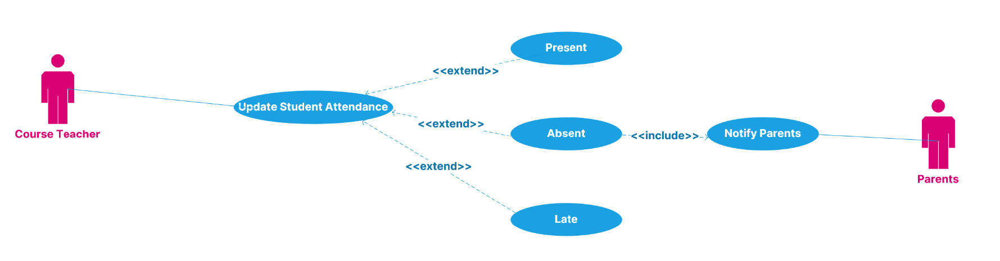 Present
<<extend>>
Update Student Attendance
<<extend>>
Absent
<<include>>
Notify Parents
Course Teacher
<<extend>>
Parents
Late